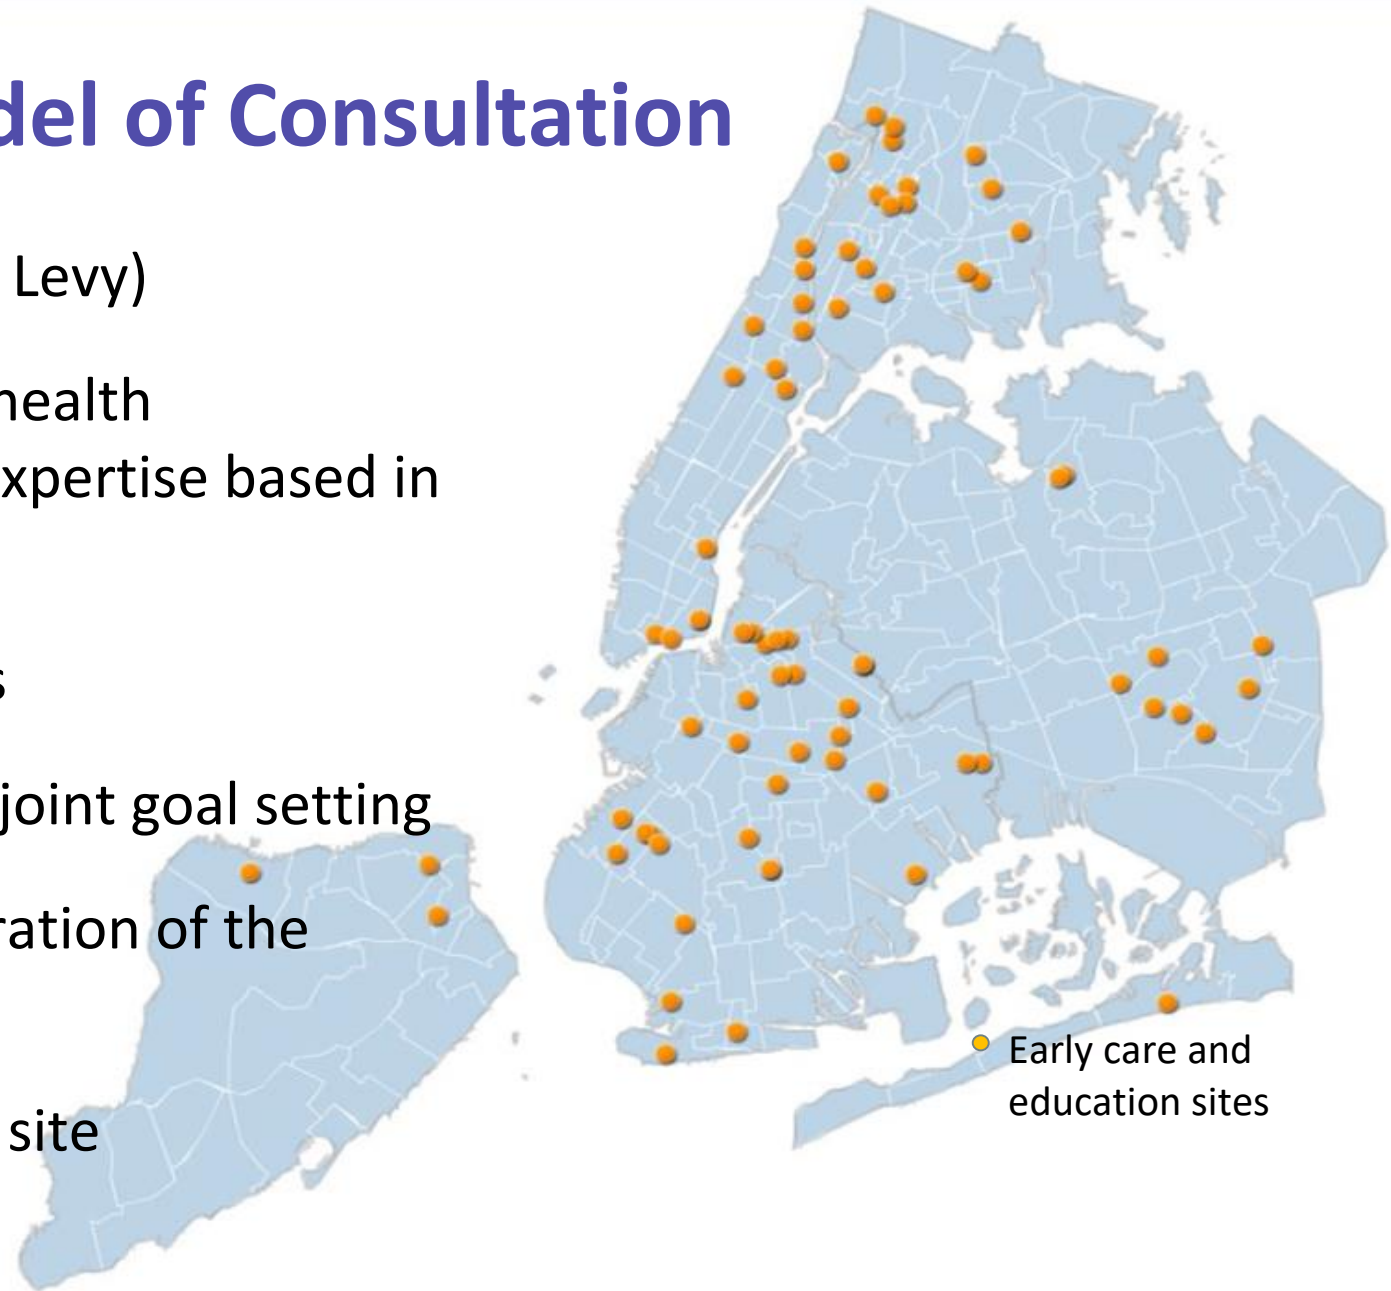 del of Consultation
Levy)
health
xpertise based in
s
joint goal setting
ration of the
site
Early care and
education sites